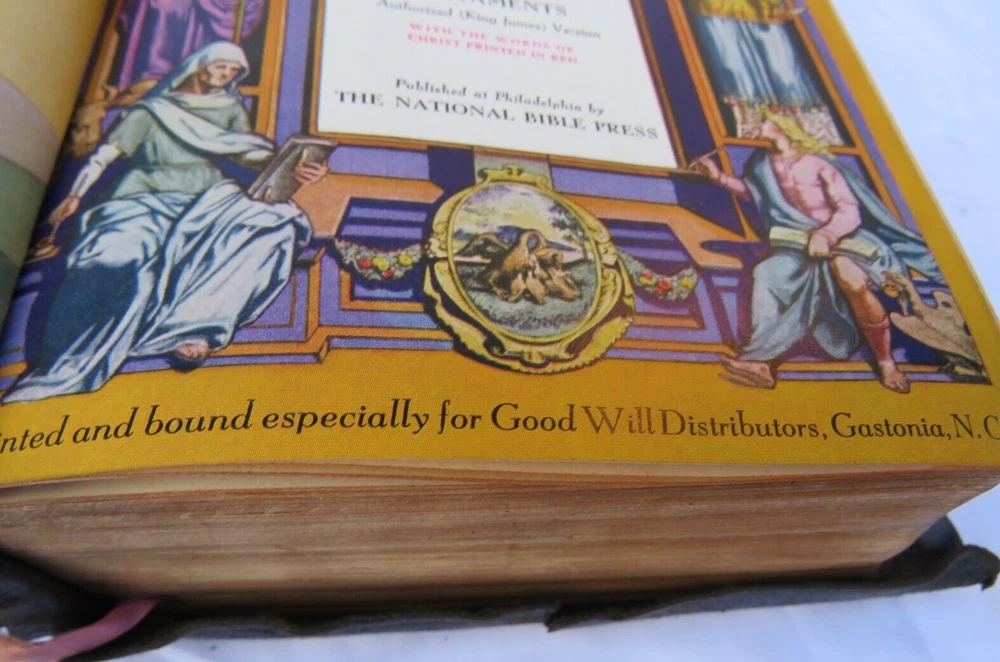 AMENTS
Authorized (King James) Version
WITH THE WORDS OF
CHRIST PRINTED IN RED
Published at Philadelphia by
THE NATIONAL BIBLE PRESS
inted and bound especially for Good Will Distributors, Gastonia, N. C